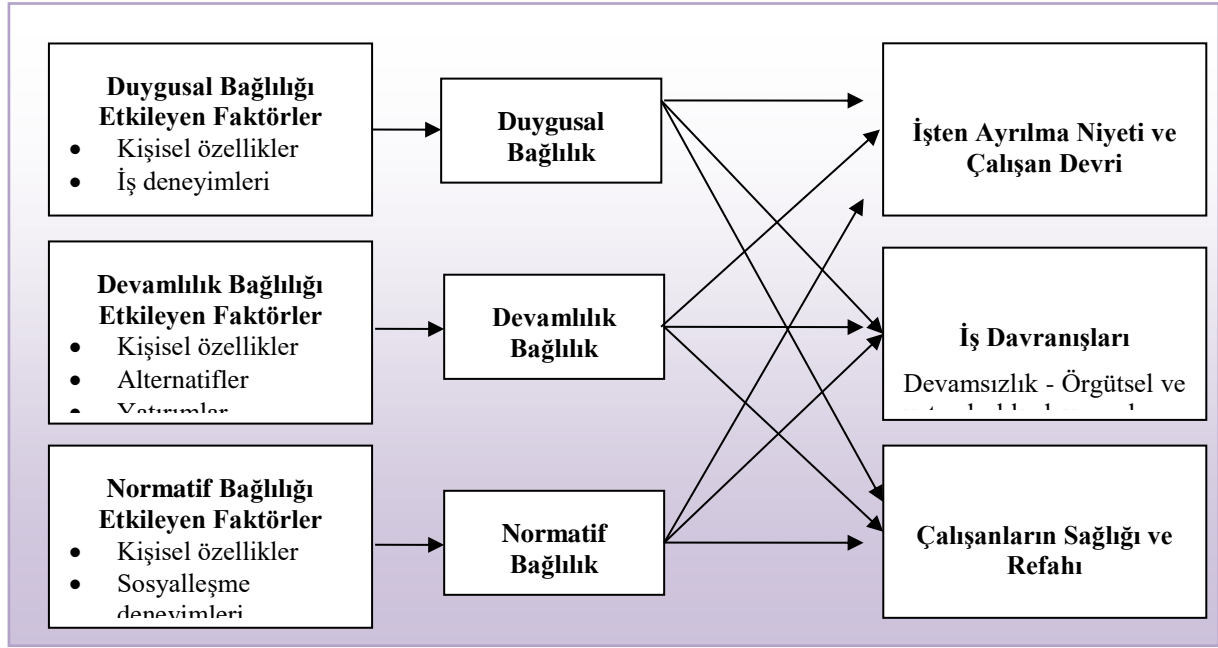 Duygusal Bağlılığı
Etkileyen Faktörler
• Kişisel özellikler
• İş deneyimleri
Duygusal
Bağlılık
İşten Ayrılma Niyeti ve
Çalışan Devri
Devamlılık Bağlılığı
Etkileyen Faktörler
• Kişisel özellikler
• Alternatifler
• Yatırımlar
Devamlılık
Bağlılık
İş Davranışları
Devamsızlık - Örgütsel ve
Normatif Bağlılığı
Etkileyen Faktörler
• Kişisel özellikler
• Sosyalleşme
deneyimleri
Normatif
Bağlılık
Çalışanların Sağlığı ve
Refahı